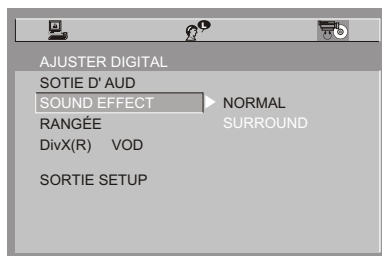 AJUSTER DIGITAL
SOTIE D' AUD
SOUND EFFECT NORMAL
RANGÉE SURROUND
DivX(R) VOD
SORTIE SETUP